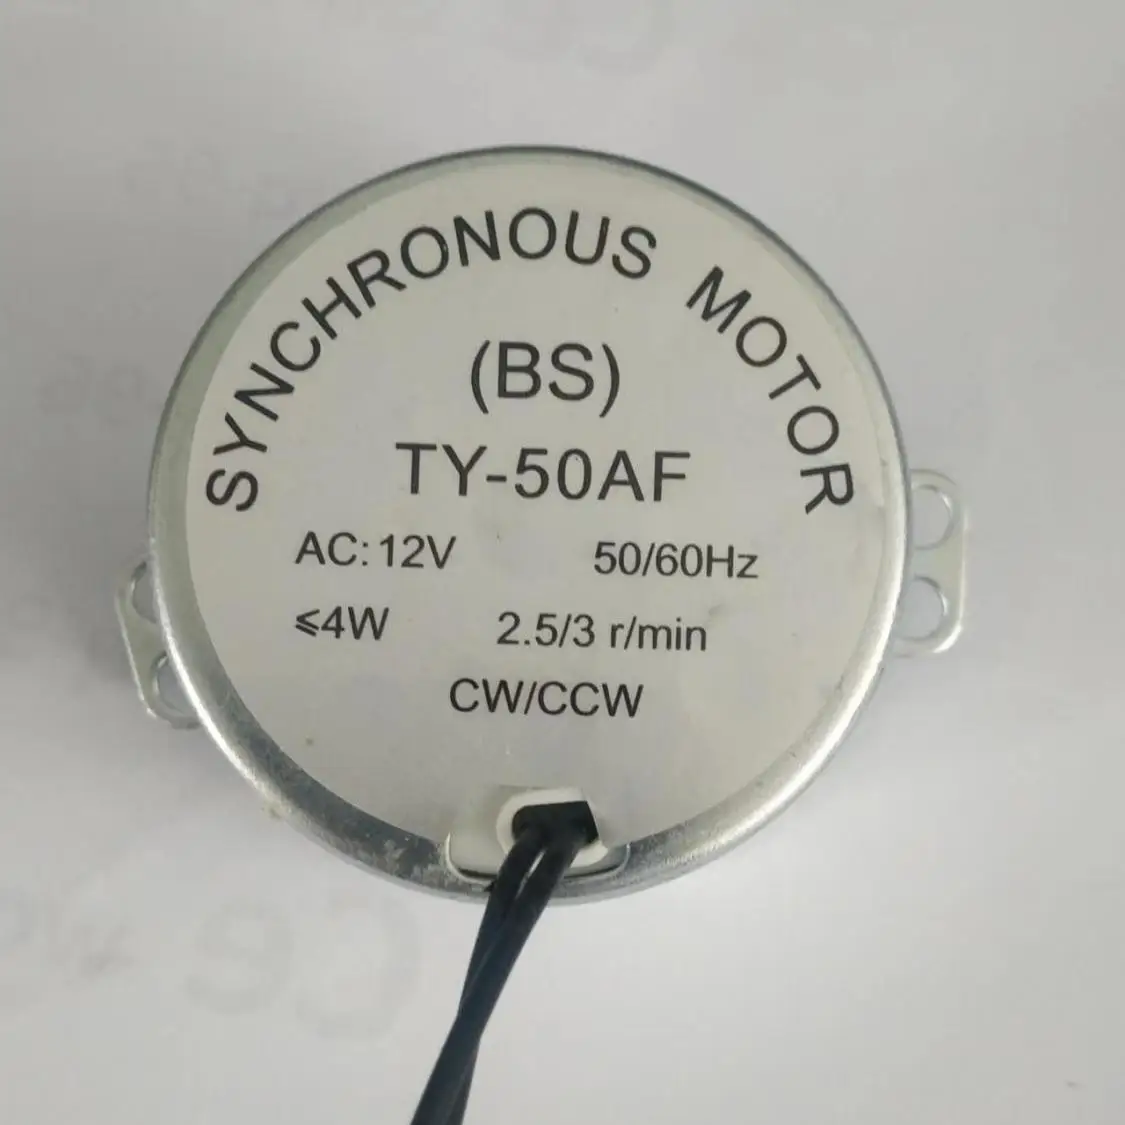 SYNCHRONOUS MOTOR
(BS)
TY-50AF
AC: 12V 50/60Hz
≤4W 2.5/3 r/min
CW/CCW